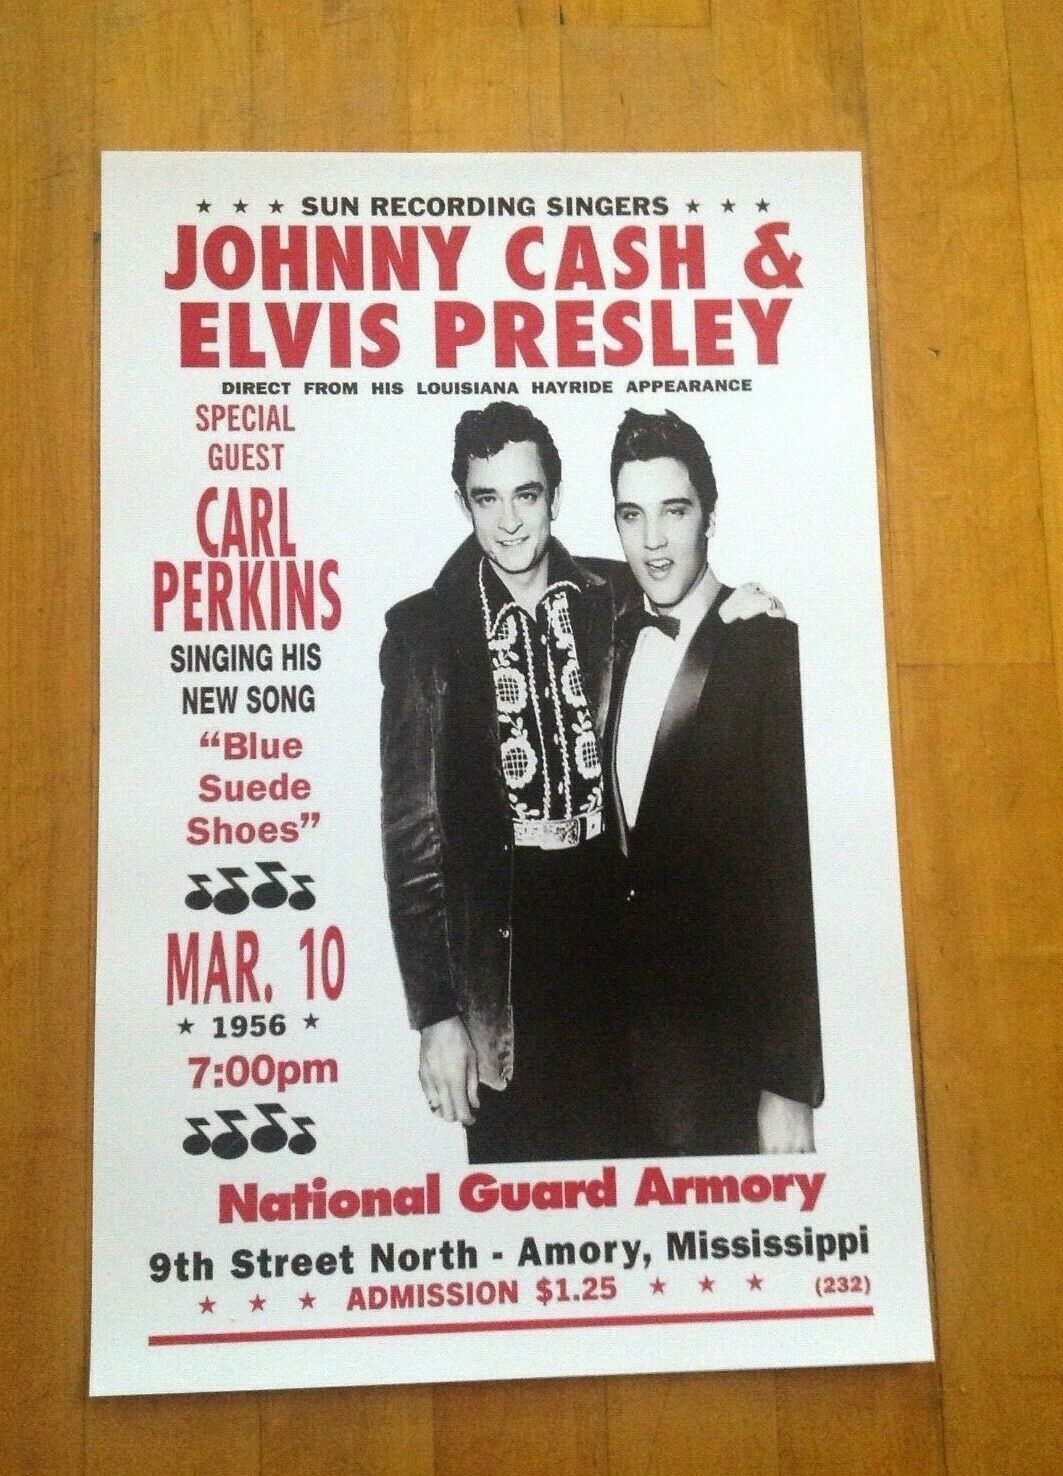 ★ ★ ★ SUN RECORDING SINGERS ★ ★ ★
JOHNNY CASH &
ELVIS PRESLEY
DIRECT FROM HIS LOUISIANA HAYRIDE APPEARANCE
SPECIAL
GUEST
CARL
PERKINS
SINGING HIS
NEW SONG
“Blue
Suede
Shoes”
MAR. 10
★ 1956 ★
7:00pm
National Guard Armory
9th Street North - Amory, Mississippi
★ ★ ★ ADMISSION $1.25 ★ ★ ★ (232)